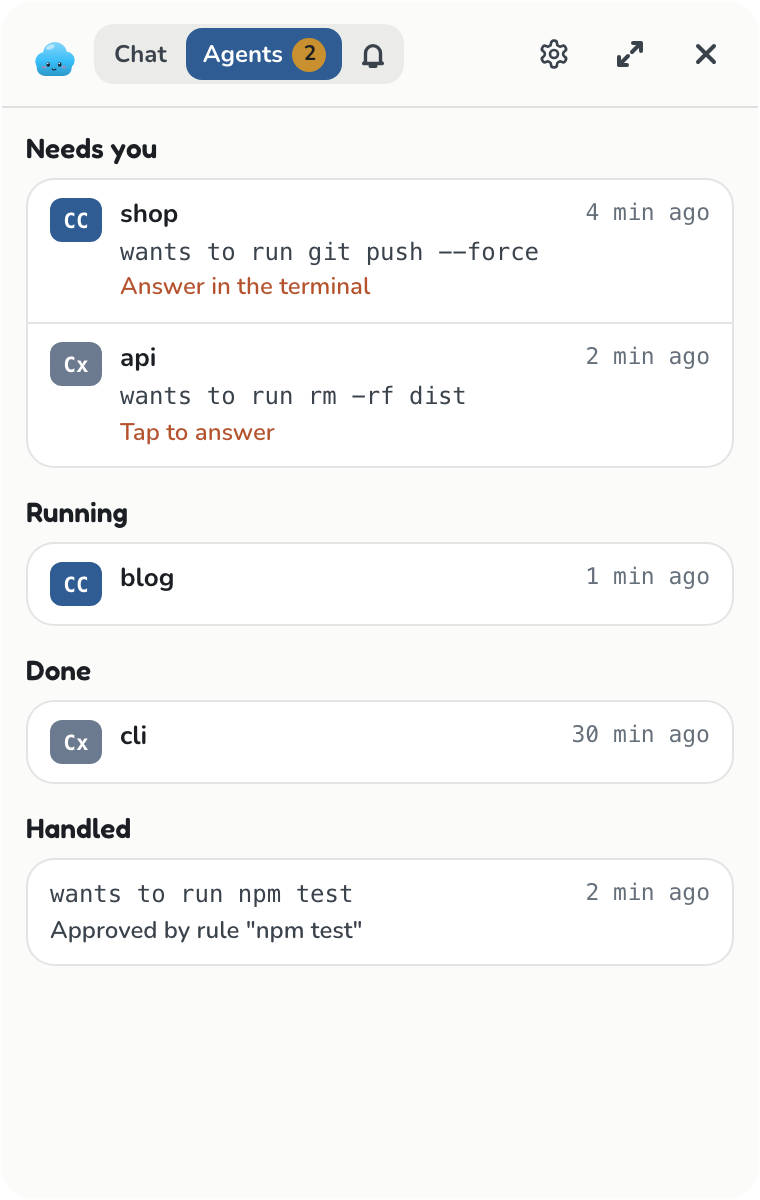 Chat Agents 2
Needs you
CC shop 4 min ago
wants to run git push --force
Answer in the terminal
Cx api 2 min ago
wants to run rm -rf dist
Tap to answer
Running
CC blog 1 min ago
Done
Cx cli 30 min ago
Handled
wants to run npm test 2 min ago
Approved by rule "npm test"